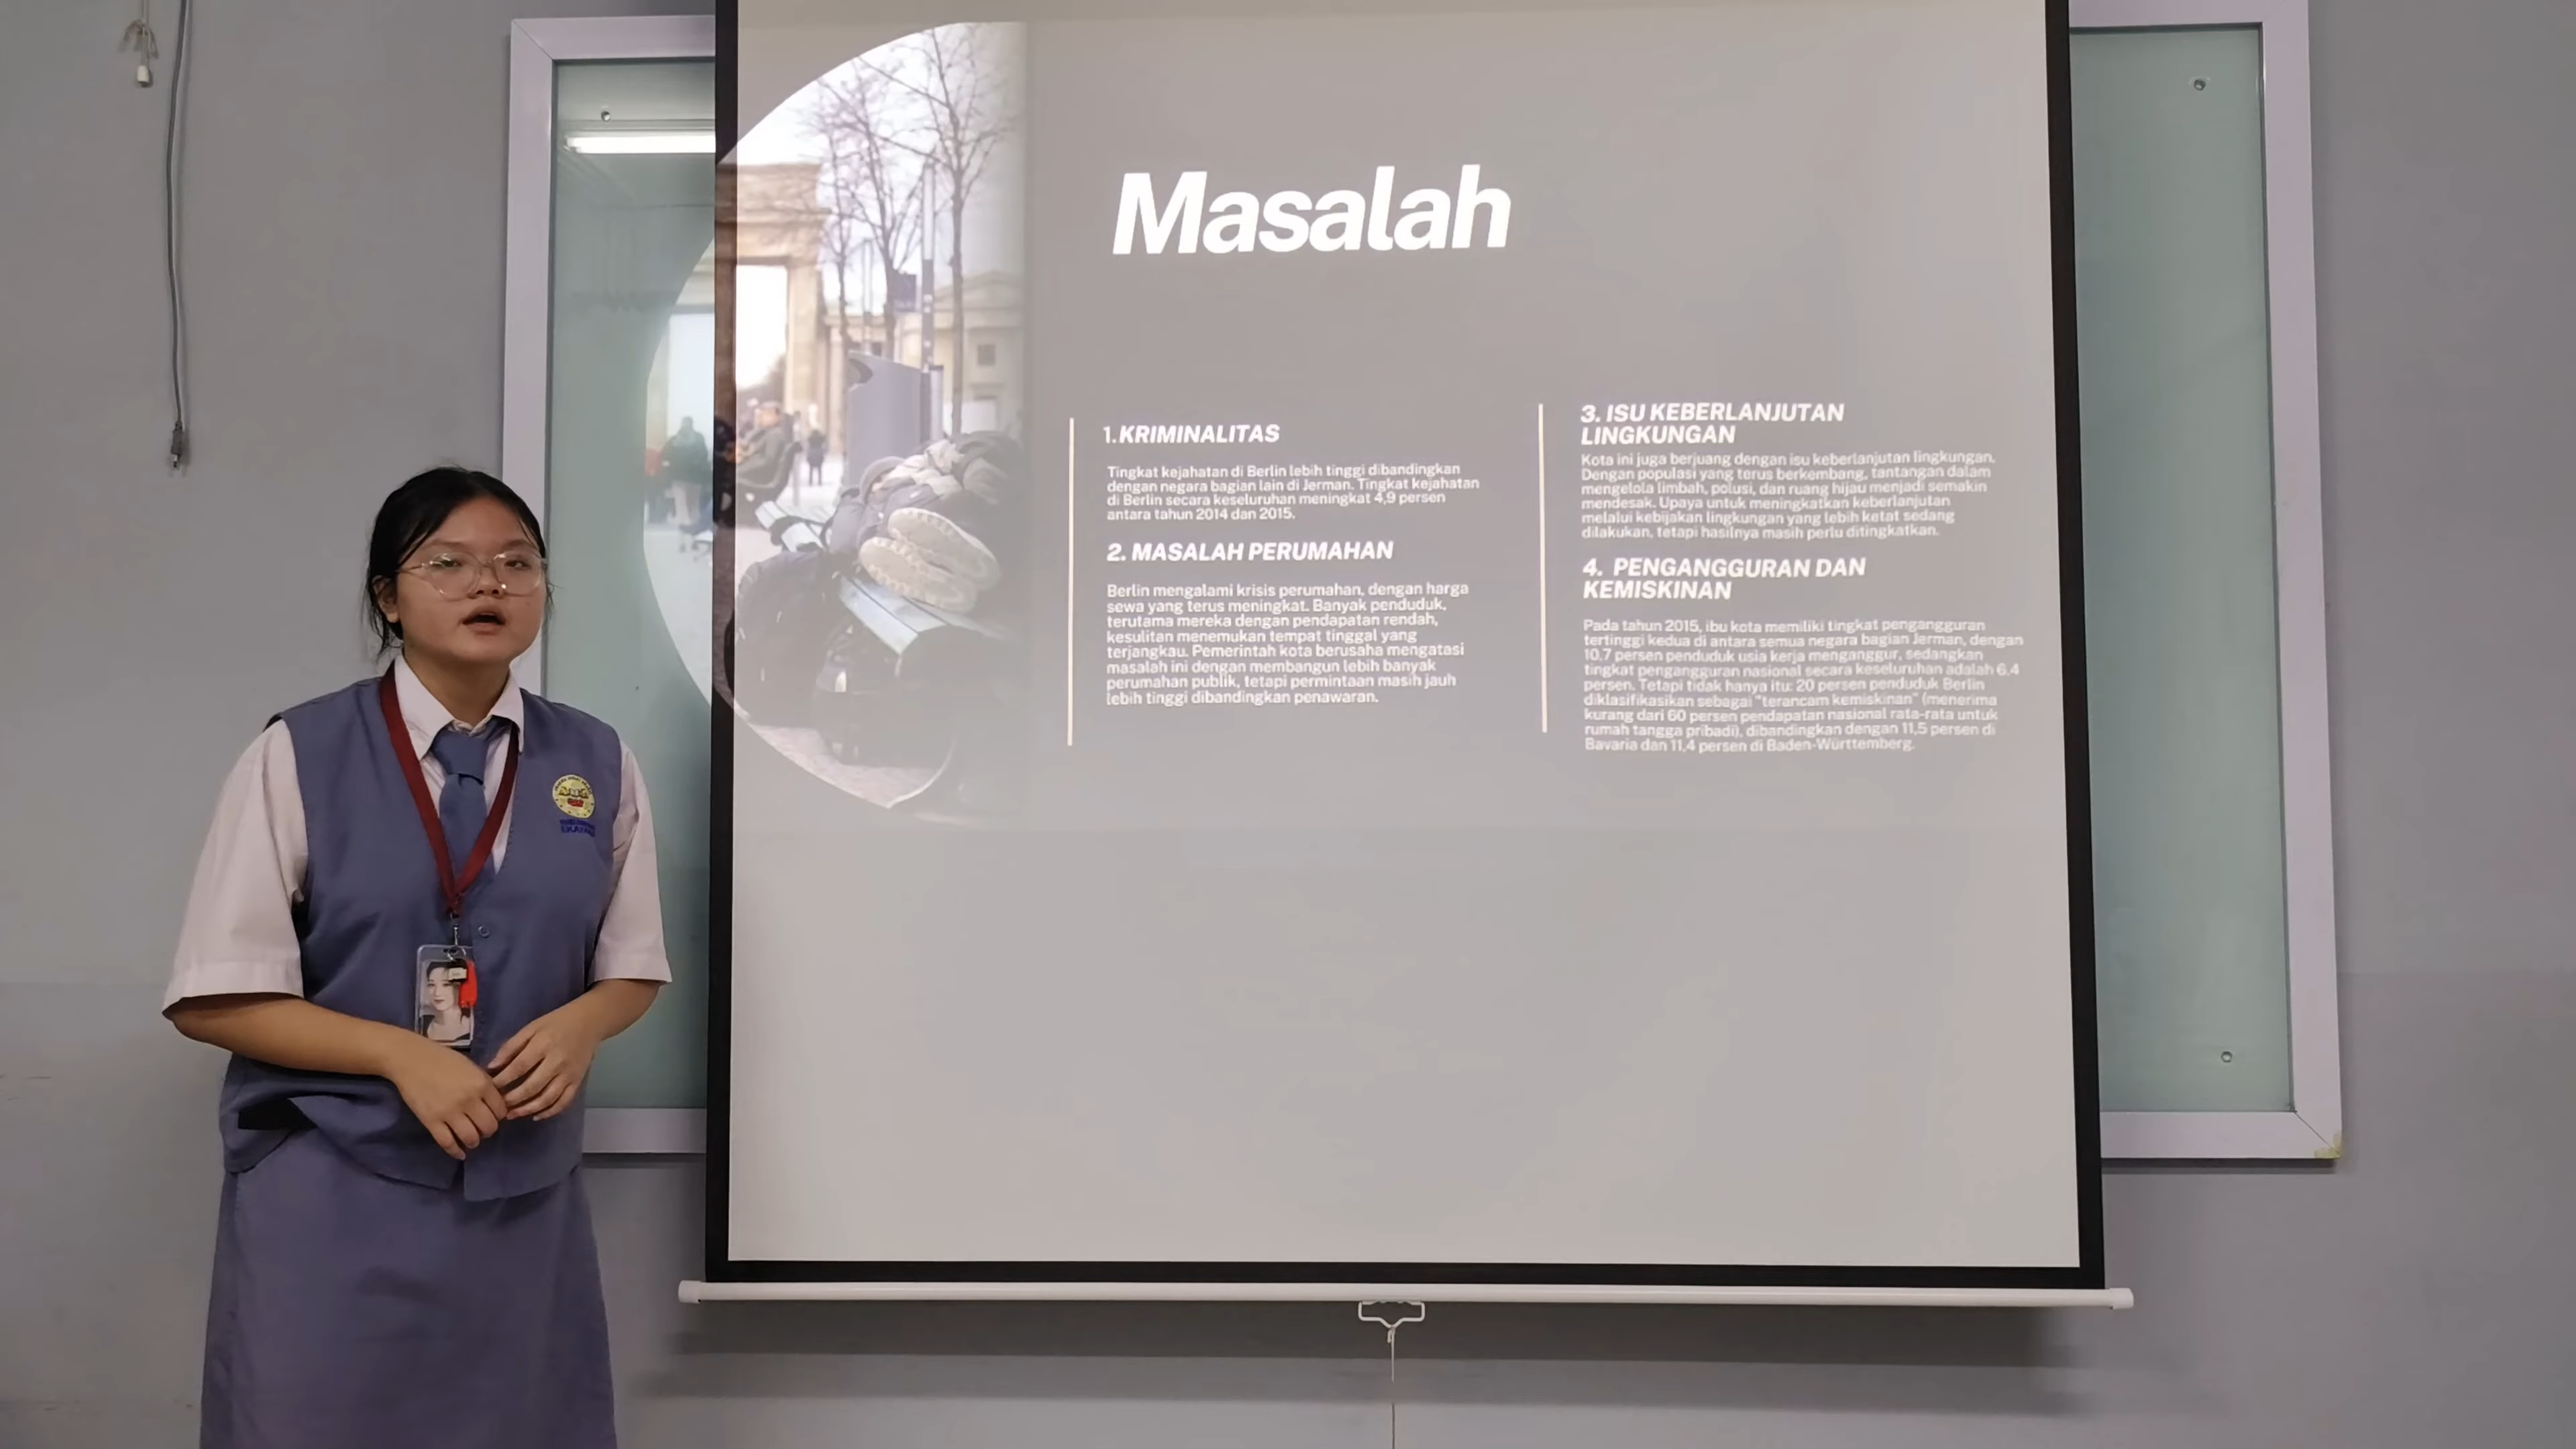 Masalah
1. KRIMINALITAS
Tingkat kejahatan di Berlin lebih tinggi dibandingkan
dengan negara bagian lain di Jerman. Tingkat kejahatan
di Berlin secara keseluruhan meningkat 4,9 persen
antara tahun 2014 dan 2015.
2. MASALAH PERUMAHAN
Berlin mengalami krisis perumahan, dengan harga
sewa yang terus meningkat. Banyak penduduk,
terutama mereka dengan pendapatan rendah,
kesulitan menemukan tempat tinggal yang
terjangkau. Pemerintah kota berusaha mengatasi
masalah ini dengan membangun lebih banyak
perumahan publik, tetapi permintaan masih jauh
lebih tinggi dibandingkan penawaran.
3. ISU KEBERLANJUTAN
LINGKUNGAN
Kota ini juga berjuang dengan isu keberlanjutan lingkungan.
Dengan populasi yang terus berkembang, tantangan dalam
mengelola limbah, polusi, dan ruang hijau menjadi semakin
mendesak. Upaya untuk meningkatkan keberlanjutan
melalui kebijakan lingkungan yang lebih ketat sedang
dilakukan, tetapi hasilnya masih perlu ditingkatkan.
4. PENGANGGURAN DAN
KEMISKINAN
Pada tahun 2015, ibu kota memiliki tingkat pengangguran
tertinggi kedua di antara semua negara bagian Jerman, dengan
10,7 persen penduduk usia kerja menganggur, sedangkan
tingkat pengangguran nasional secara keseluruhan adalah 6,4
persen. Tetapi tidak hanya itu: 20 persen penduduk Berlin
diklasifikasikan sebagai "terancam kemiskinan" (menerima
kurang dari 60 persen pendapatan nasional rata-rata untuk
rumah tangga pribadi), dibandingkan dengan 11,5 persen di
Bavaria dan 11,4 persen di Baden-Württemberg.